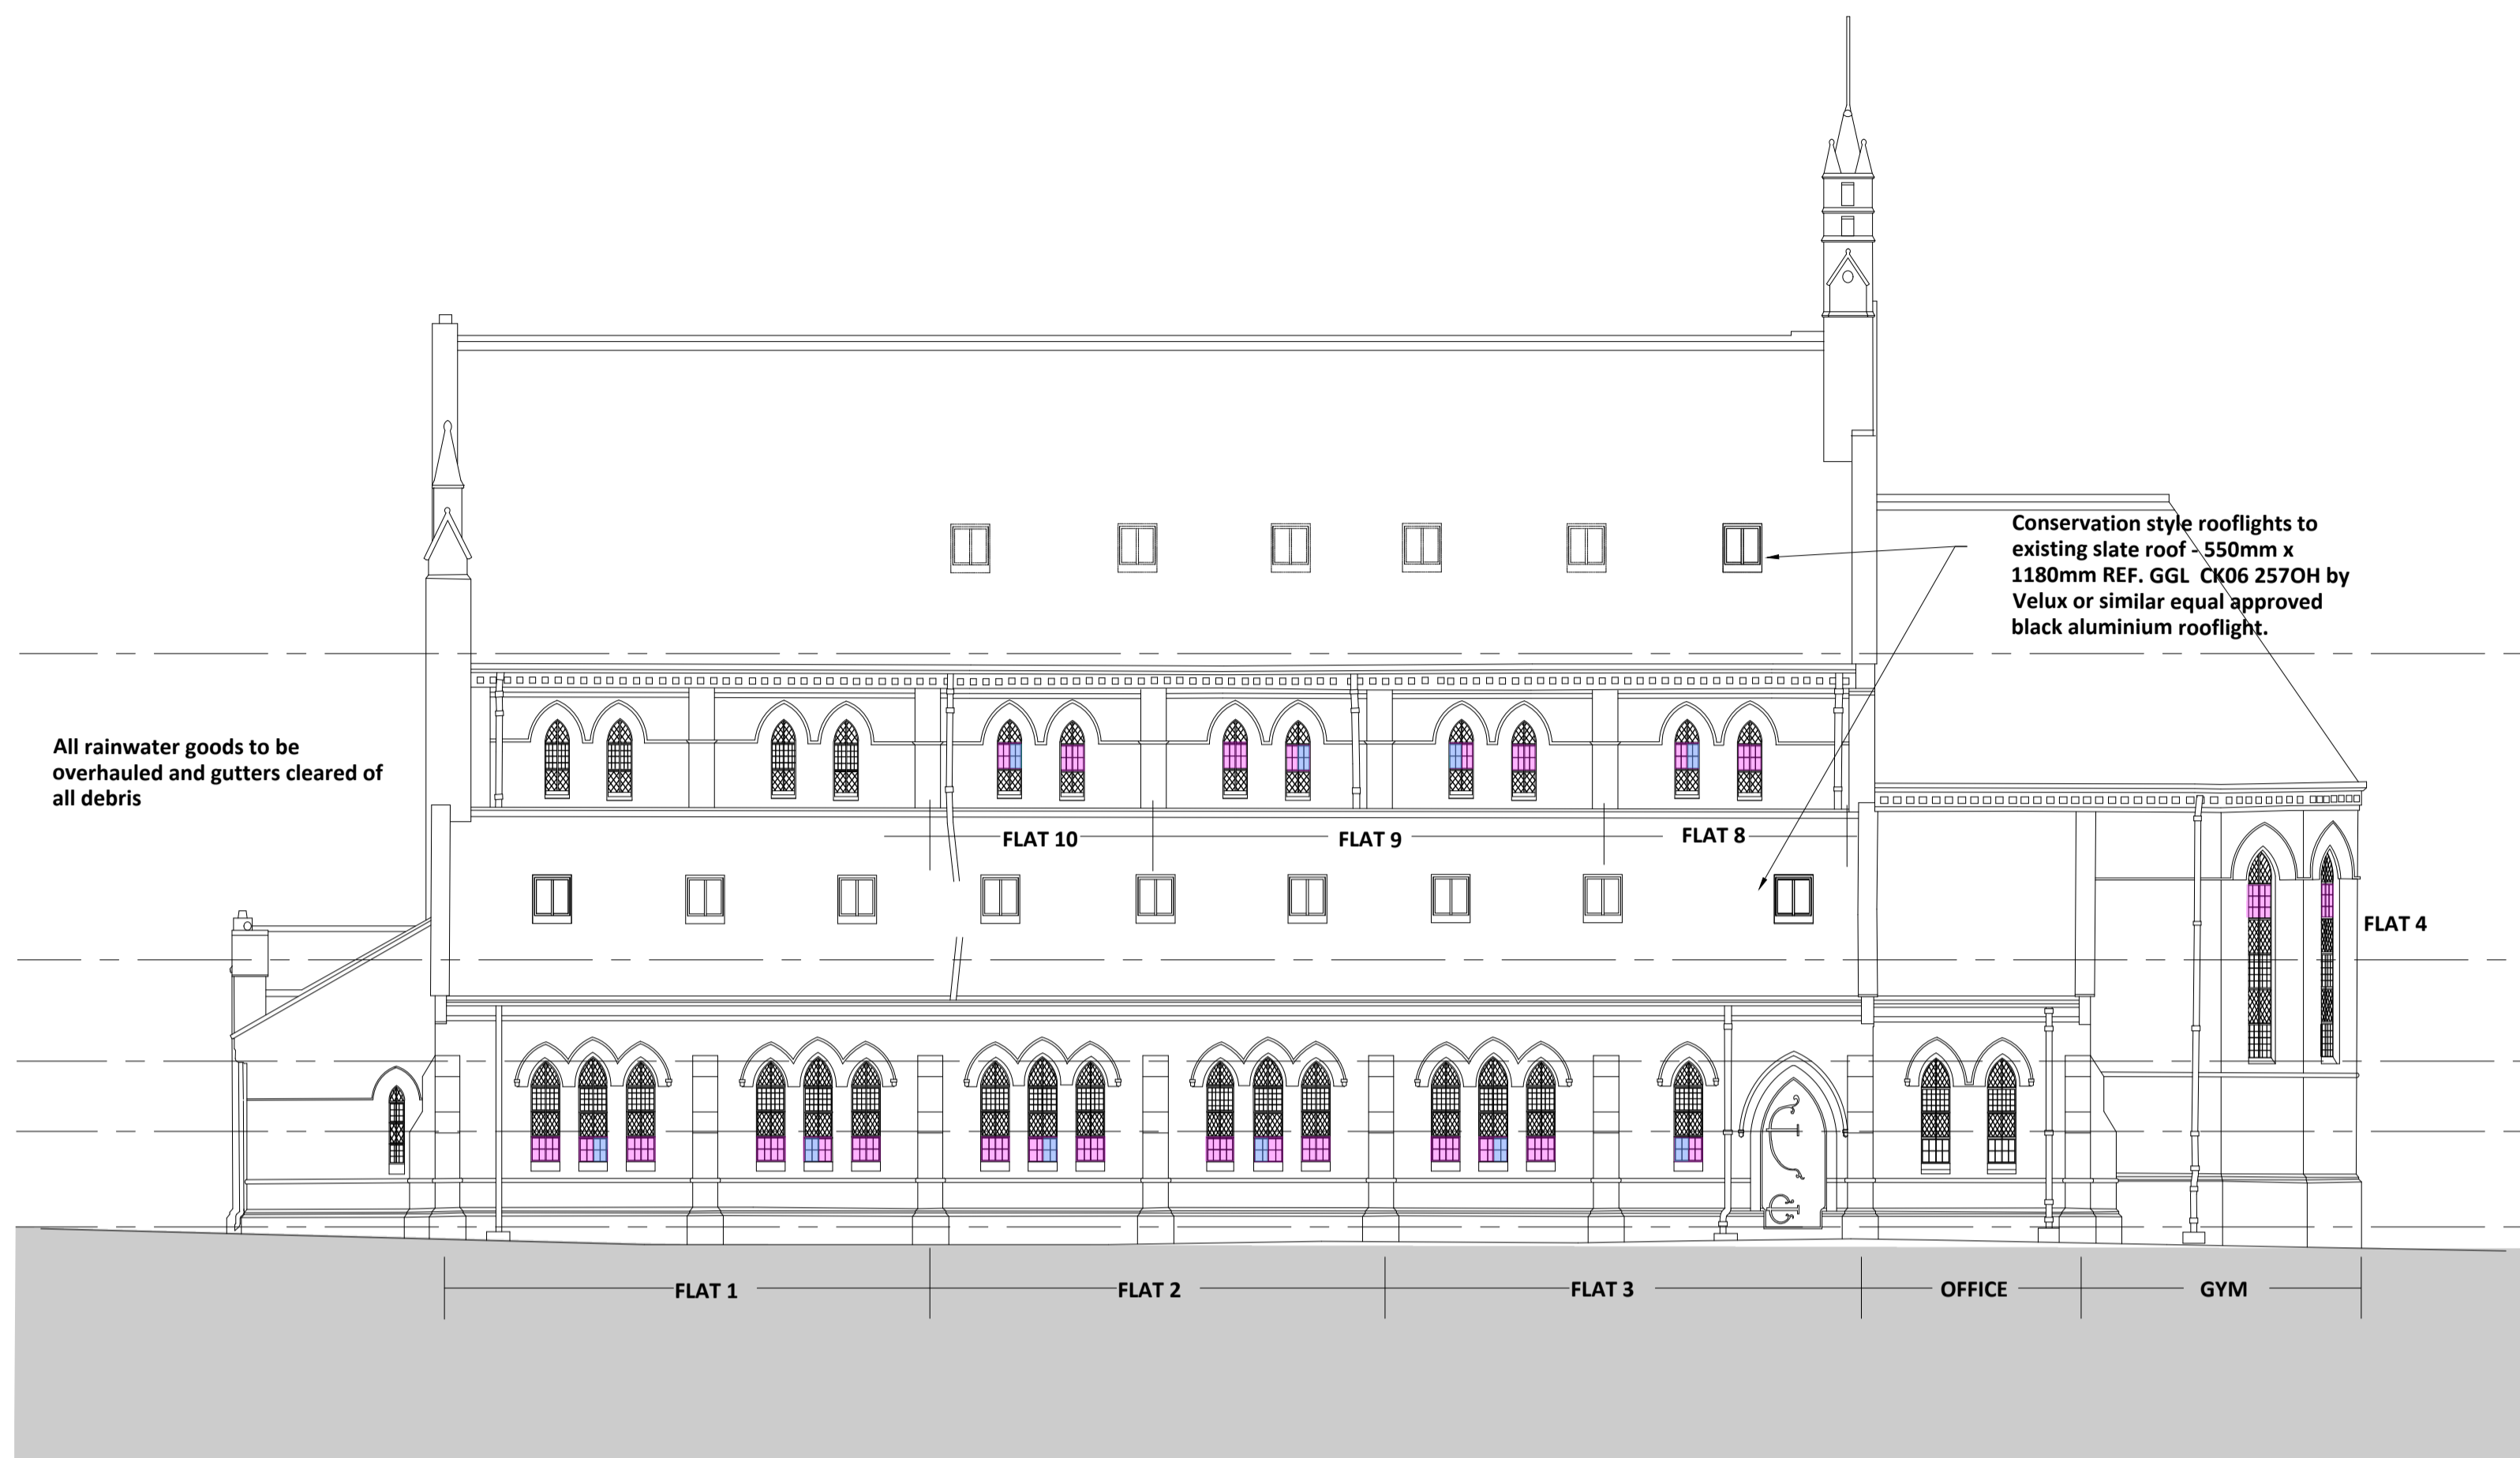 Conservation style rooflights to
existing slate roof - 550mm x
1180mm REF. GGL CK06 257OH by
Velux or similar equal approved
black aluminium rooflight.
All rainwater goods to be
overhauled and gutters cleared of
all debris
FLAT 10
FLAT 9
FLAT 8
FLAT 4
FLAT 1
FLAT 2
FLAT 3
OFFICE
GYM